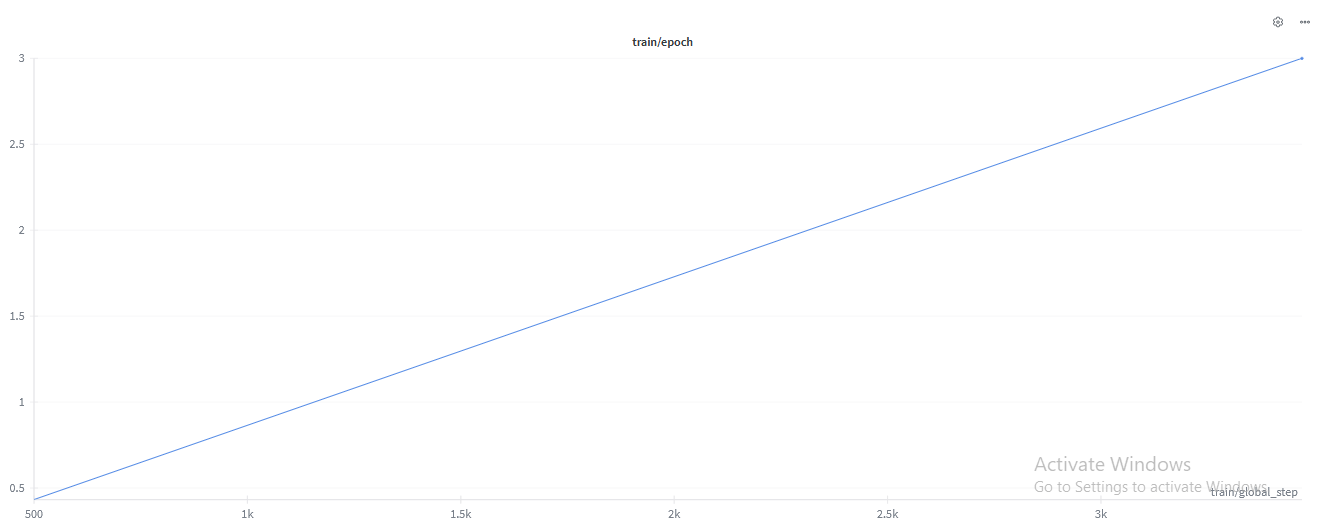 train/epoch
3
2.5
2
1.5
1
0.5
Activate Windows
Go to Settings to activate Windows.
train/global_step
500 1k 1.5k 2k 2.5k 3k